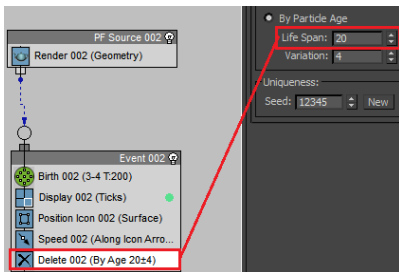 PF Source 002
Render 002 (Geometry)
Event 002
Birth 002 (3-4 T:200)
Display 002 (Ticks)
Position Icon 002 (Surface)
Speed 002 (Along Icon Arro...
Delete 002 (By Age 20±4)
By Particle Age
Life Span: 20
Variation: 4
Uniqueness:
Seed: 12345 New